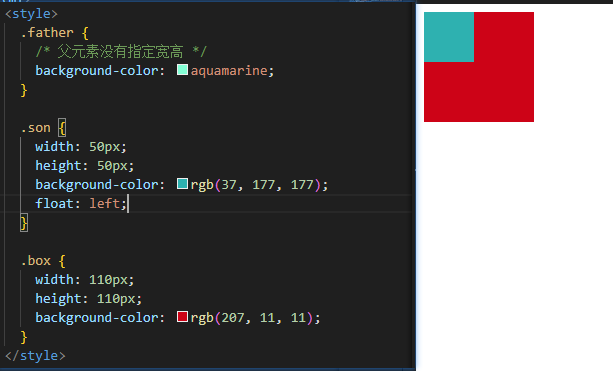 <style>
.father {
/* 父元素没有指定宽高 */
background-color: aquamarine;
}
.son {
width: 50px;
height: 50px;
background-color: rgb(37, 177, 177);
float: left;
}
.box {
width: 110px;
height: 110px;
background-color: rgb(207, 11, 11);
}
</style>